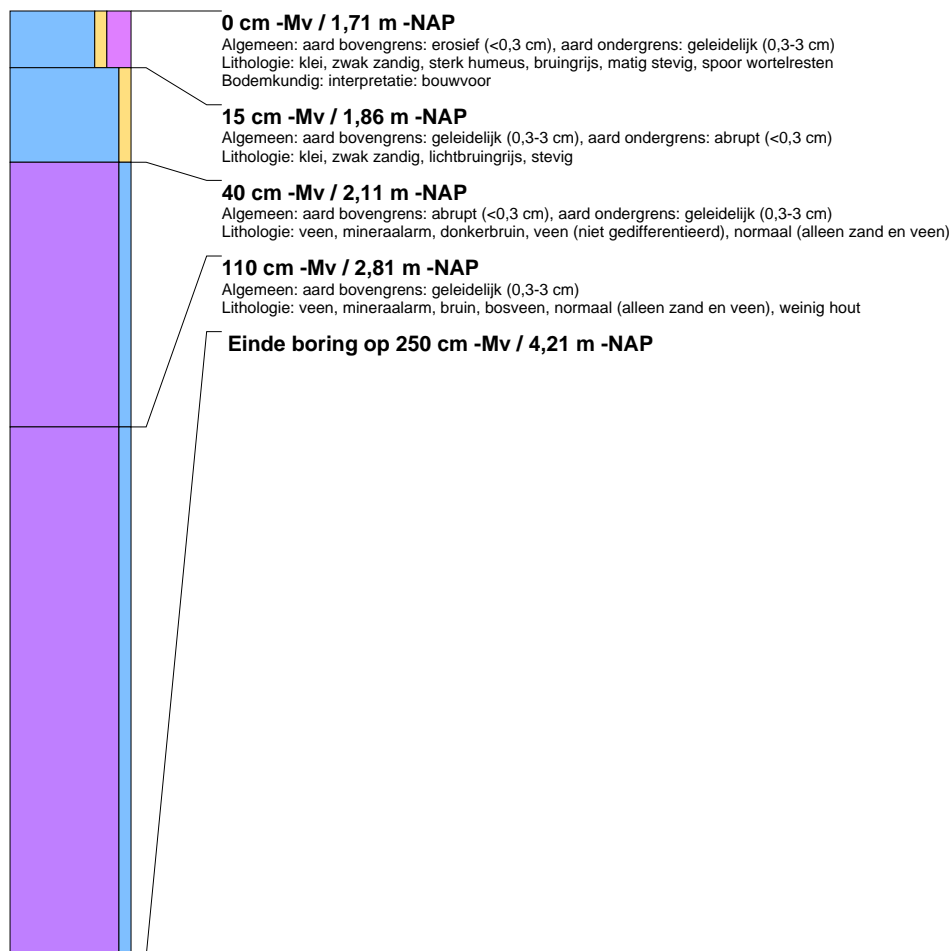 0 cm -Mv / 1,71 m -NAP
Algemeen: aard bovengrens: erosief (<0,3 cm), aard ondergrens: geleidelijk (0,3-3 cm)
Lithologie: klei, zwak zandig, sterk humeus, bruingrijs, matig stevig, spoor wortelresten
Bodemkundig: interpretatie: bouwvoor
15 cm -Mv / 1,86 m -NAP
Algemeen: aard bovengrens: geleidelijk (0,3-3 cm), aard ondergrens: abrupt (<0,3 cm)
Lithologie: klei, zwak zandig, lichtbruingrijs, stevig
40 cm -Mv / 2,11 m -NAP
Algemeen: aard bovengrens: abrupt (<0,3 cm), aard ondergrens: geleidelijk (0,3-3 cm)
Lithologie: veen, mineraalarm, donkerbruin, veen (niet gedifferentieerd), normaal (alleen zand en veen)
110 cm -Mv / 2,81 m -NAP
Algemeen: aard bovengrens: geleidelijk (0,3-3 cm)
Lithologie: veen, mineraalarm, bruin, bosveen, normaal (alleen zand en veen), weinig hout
Einde boring op 250 cm -Mv / 4,21 m -NAP